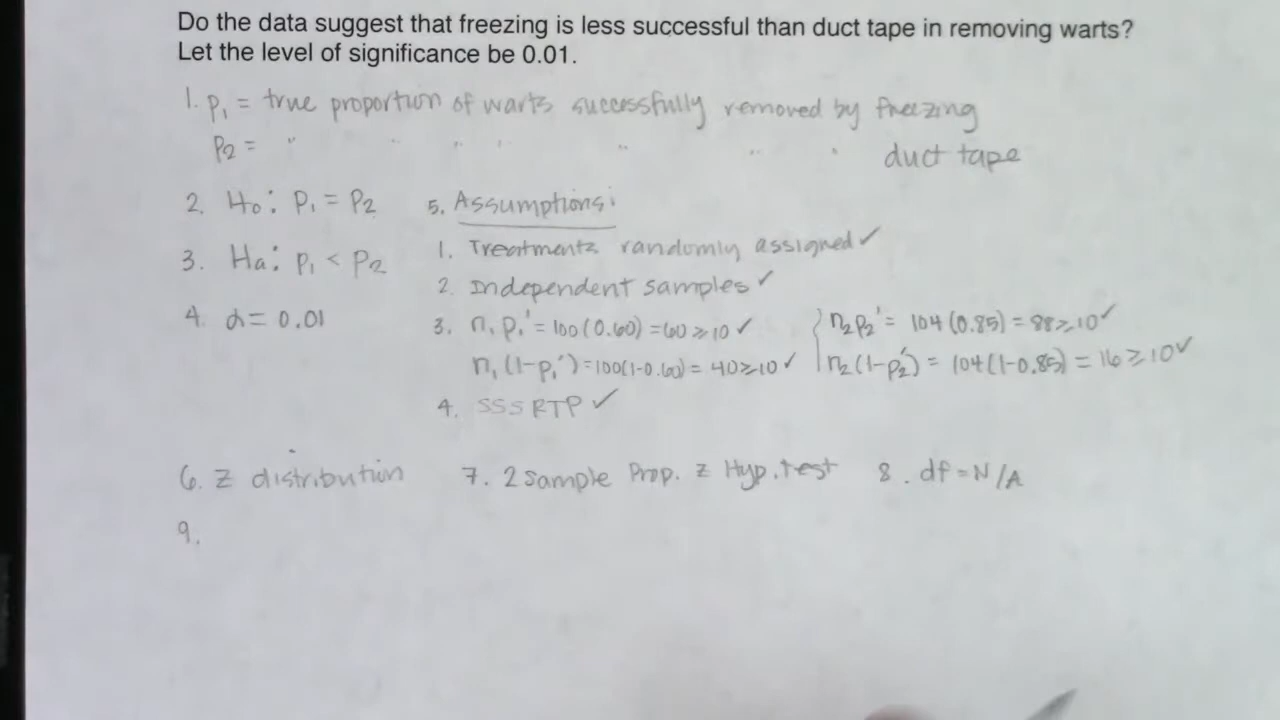 Do the data suggest that freezing is less successful than duct tape in removing warts?
Let the level of significance be 0.01.
1. p₁ = true proportion of warts successfully removed by freezing
p₂ = " " " " " " " duct tape
2. H₀: p₁ = p₂
3. Ha: p₁ < p₂
4. α = 0.01
5. Assumptions:
1. Treatments randomly assigned ✓
2. Independent samples ✓
3. n₁p₁' = 100(0.60) = 60 ≥ 10 ✓
n₁(1-p₁') = 100(1-0.60) = 40 ≥ 10 ✓
n₂p₂' = 104(0.85) = 88 ≥ 10 ✓
n₂(1-p₂') = 104(1-0.85) = 16 ≥ 10 ✓
4. SSSRTP ✓
6. Z distribution 7. 2 Sample Prop. z Hyp. test 8. df = N/A
9.